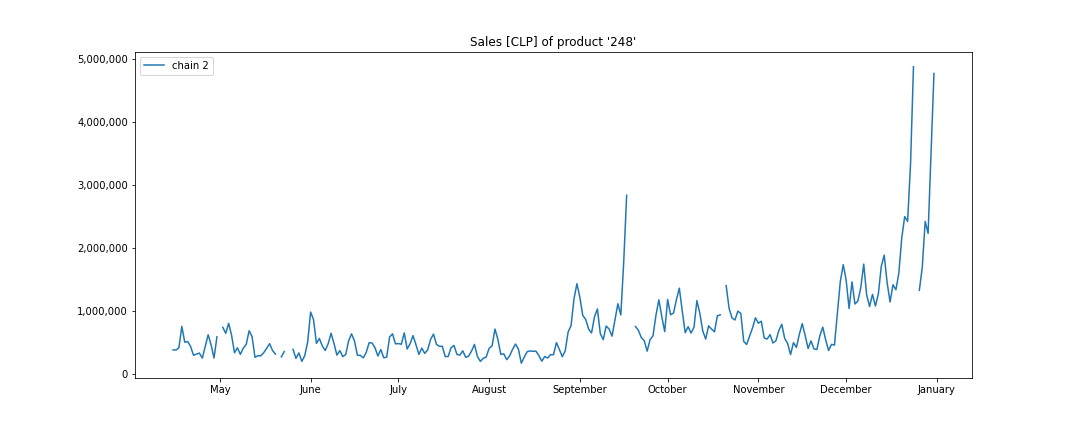 Sales [CLP] of product '248'
chain 2
5,000,000
4,000,000
3,000,000
2,000,000
1,000,000
0
May June July August September October November December January